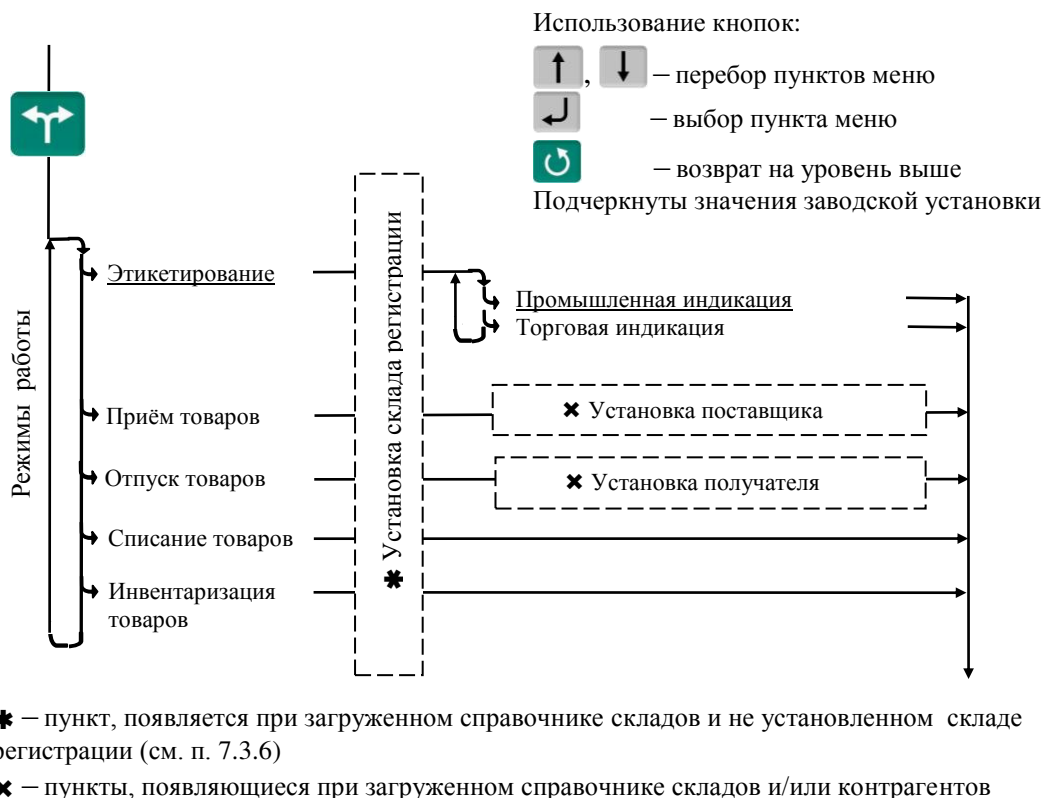 Использование кнопок:
, – перебор пунктов меню
– выбор пункта меню
– возврат на уровень выше
Подчеркнуты значения заводской установки
Режимы работы
Этикетирование
Приём товаров
Отпуск товаров
Списание товаров
Инвентаризация
товаров
✱ Установка склада регистрации
Промышленная индикация
Торговая индикация
✖ Установка поставщика
✖ Установка получателя
✱ – пункт, появляется при загруженном справочнике складов и не установленном складе
регистрации (см. п. 7.3.6)
✖ – пункты, появляющиеся при загруженном справочнике складов и/или контрагентов